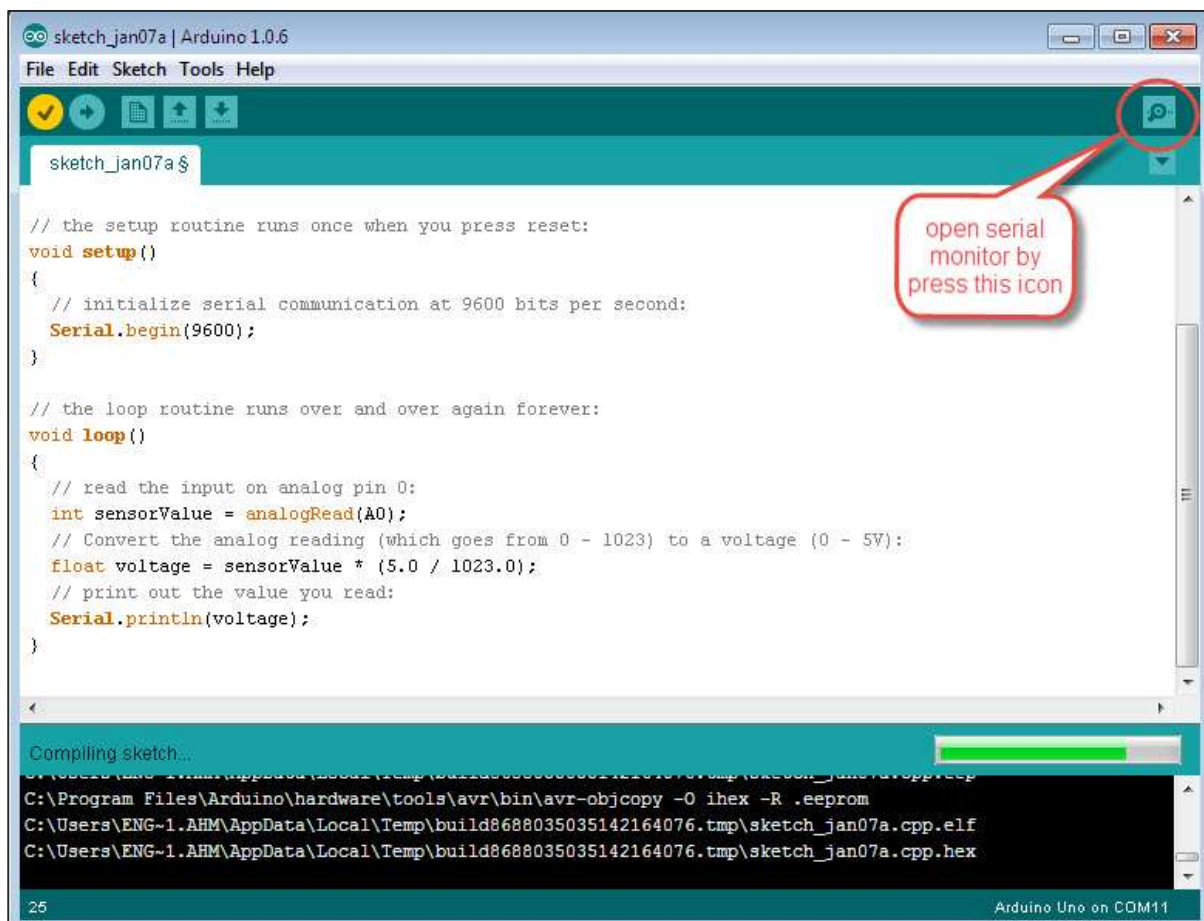 sketch_jan07a | Arduino 1.0.6
File Edit Sketch Tools Help
sketch_jan07a §
open serial
monitor by
press this icon
// the setup routine runs once when you press reset:
void setup()
{
  // initialize serial communication at 9600 bits per second:
  Serial.begin(9600);
}
// the loop routine runs over and over again forever:
void loop()
{
  // read the input on analog pin 0:
  int sensorValue = analogRead(A0);
  // Convert the analog reading (which goes from 0 - 1023) to a voltage (0 - 5V):
  float voltage = sensorValue * (5.0 / 1023.0);
  // print out the value you read:
  Serial.println(voltage);
}
Compiling sketch...
C:\Program Files\Arduino\hardware\tools\avr\bin\avr-objcopy -O ihex -R .eeprom
C:\Users\ENG~1.AHM\AppData\Local\Temp\build8688035035142164076.tmp\sketch_jan07a.cpp.elf
C:\Users\ENG~1.AHM\AppData\Local\Temp\build8688035035142164076.tmp\sketch_jan07a.cpp.hex
25
Arduino Uno on COM11